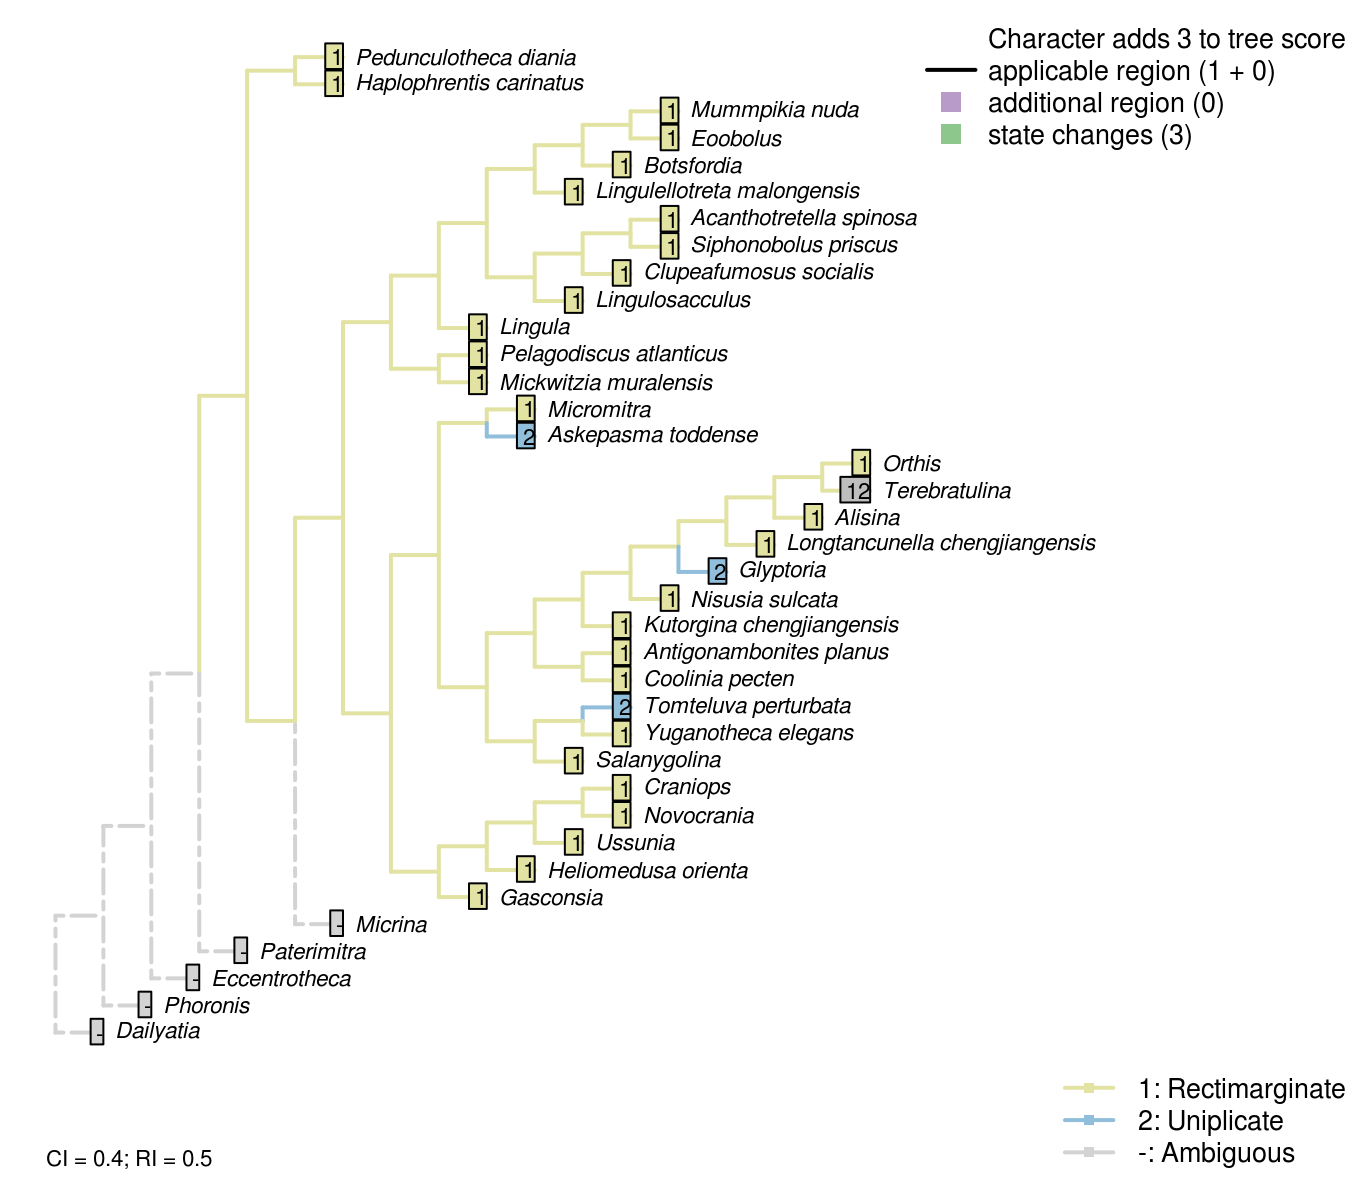 Character adds 3 to tree score
applicable region (1 + 0)
additional region (0)
state changes (3)
1 Pedunculotheca diania
1 Haplophrentis carinatus
1 Mummpikia nuda
1 Eoobolus
1 Botsfordia
1 Lingulellotreta malongensis
1 Acanthotretella spinosa
1 Siphonobolus priscus
1 Clupeafumosus socialis
1 Lingulosacculus
1 Lingula
1 Pelagodiscus atlanticus
1 Mickwitzia muralensis
1 Micromitra
2 Askepasma toddense
1 Orthis
12 Terebratulina
1 Alisina
1 Longtancunella chengjiangensis
2 Glyptoria
1 Nisusia sulcata
1 Kutorgina chengjiangensis
1 Antigonambonites planus
1 Coolinia pecten
2 Tomteluva perturbata
1 Yuganotheca elegans
1 Salanygolina
1 Craniops
1 Novocrania
1 Ussunia
1 Heliomedusa orienta
1 Gasconsia
- Micrina
- Paterimitra
- Eccentrotheca
- Phoronis
- Dailyatia
1: Rectimarginate
2: Uniplicate
-: Ambiguous
CI = 0.4; RI = 0.5